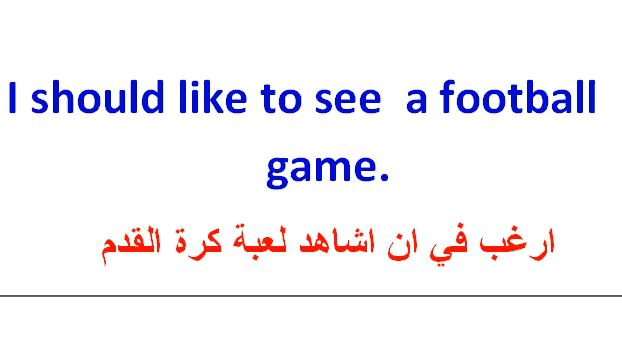 I should like to see  a football
game.
ارغب في ان اشاهد لعبة كرة القدم